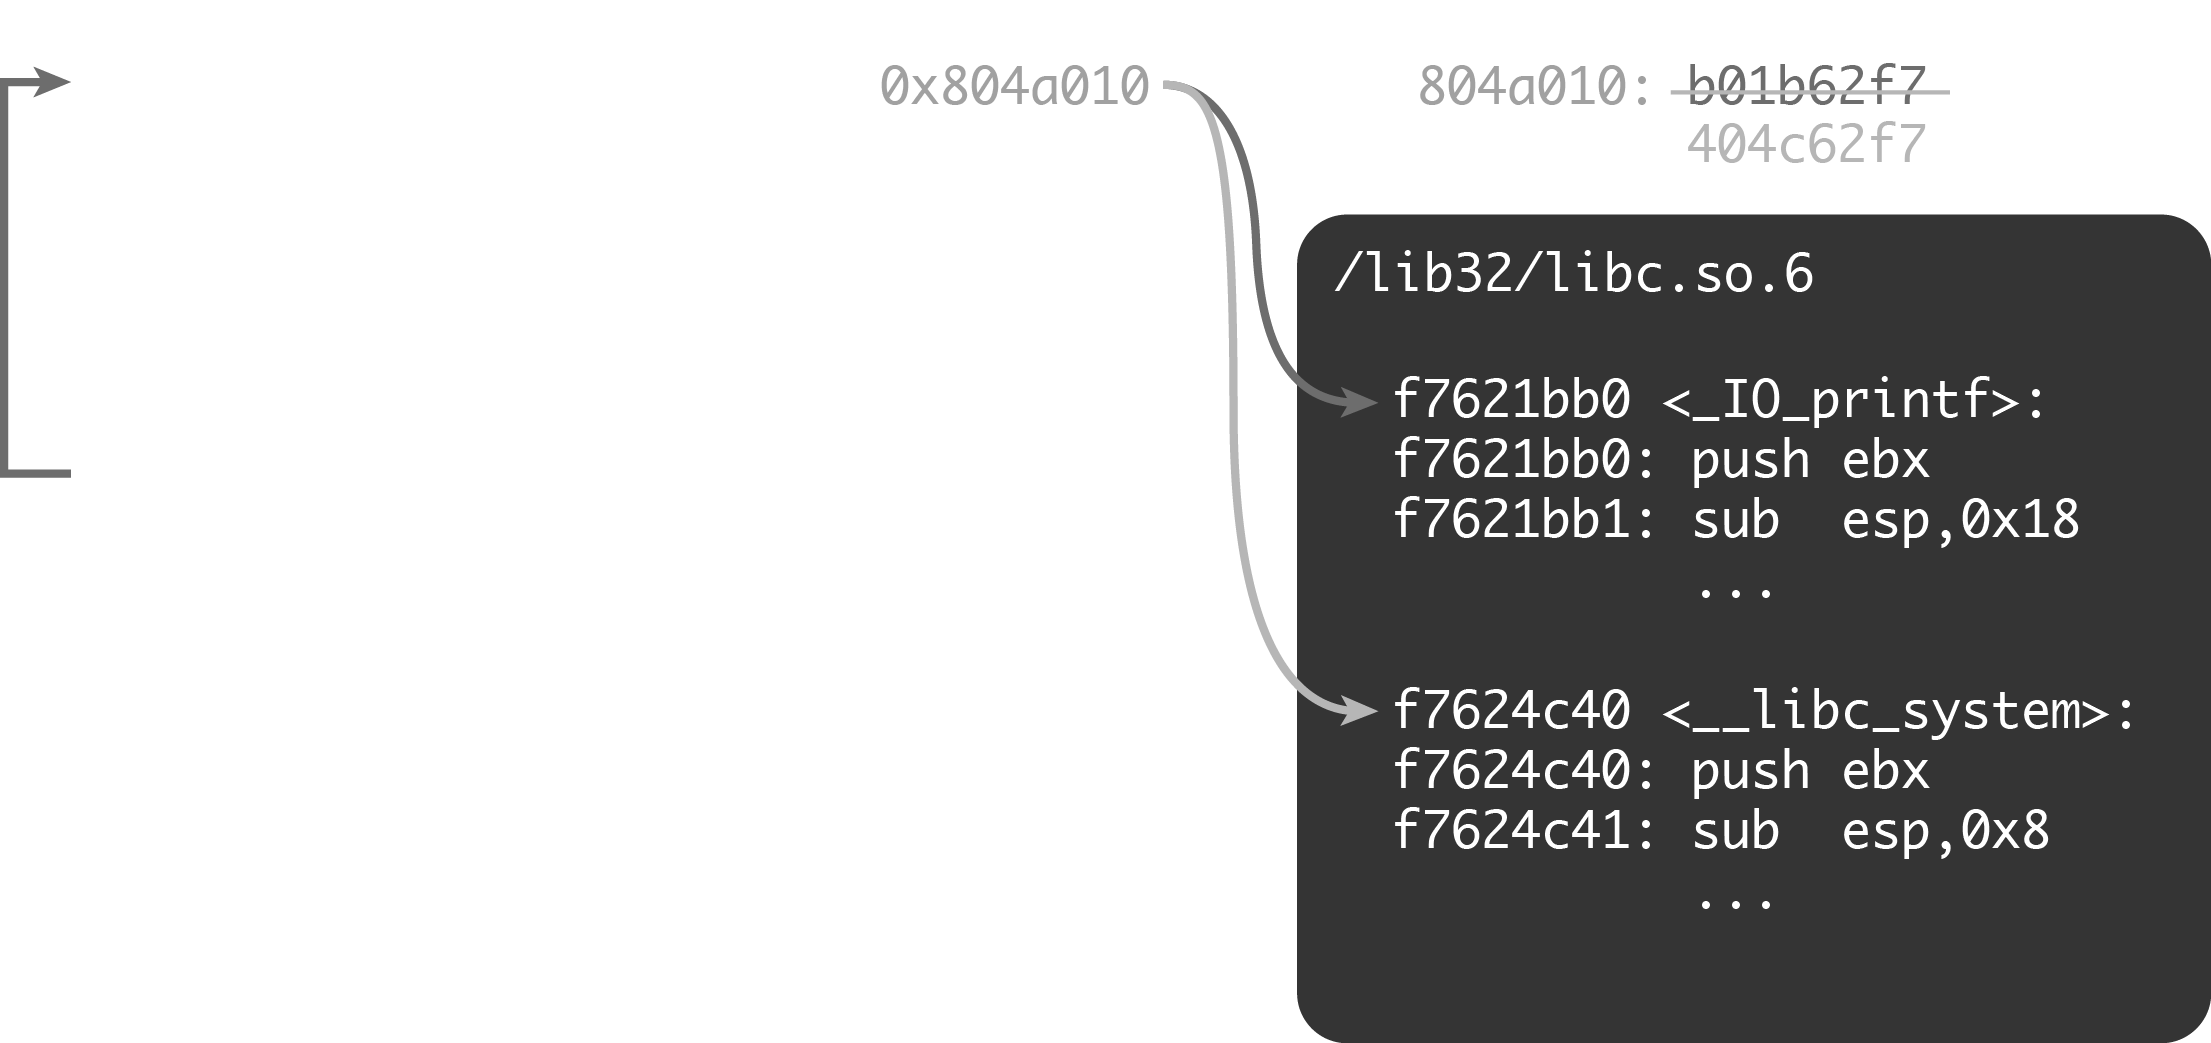 0x804a010 804a010: b01b62f7
404c62f7
/lib32/libc.so.6
f7621bb0 <_IO_printf>:
f7621bb0: push ebx
f7621bb1: sub esp,0x18
...
f7624c40 <__libc_system>:
f7624c40: push ebx
f7624c41: sub esp,0x8
...